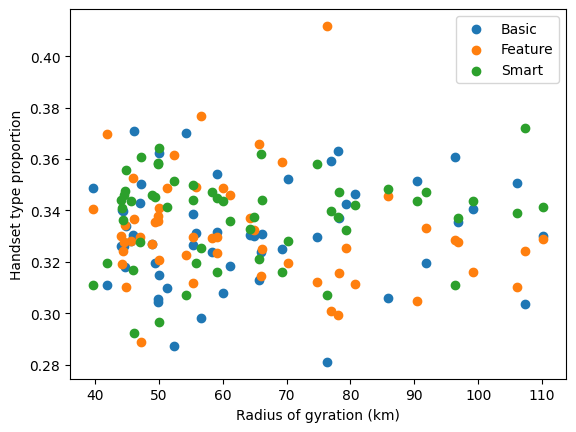 Basic
Feature
Smart
Handset type proportion
0.40
0.38
0.36
0.34
0.32
0.30
0.28
40 50 60 70 80 90 100 110
Radius of gyration (km)